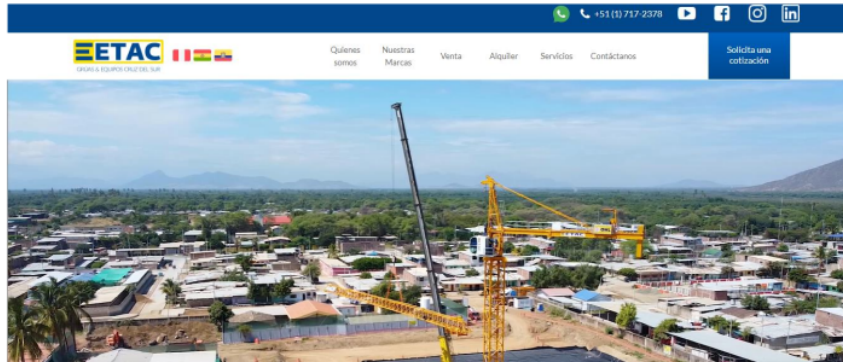 +51 (1) 717-2378
ETAC
GRÚAS & EQUIPOS CRUZ DEL SUR
Quienes somos
Nuestras Marcas
Venta
Alquiler
Servicios
Contáctanos
Solicita una
cotización